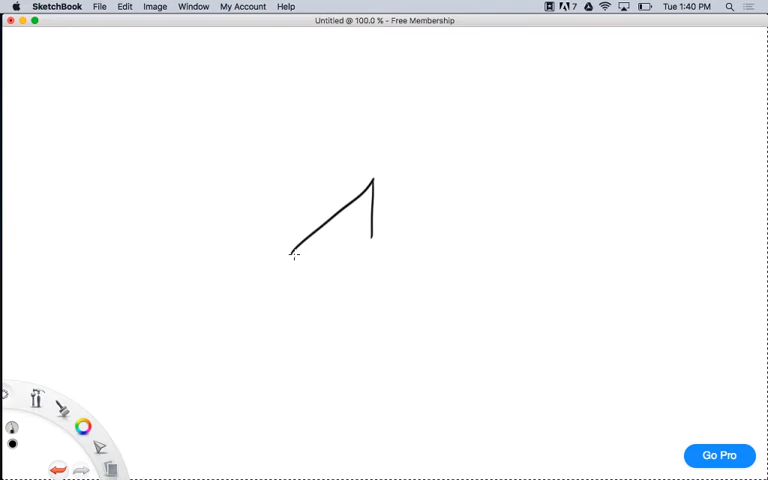 SketchBook File Edit Image Window My Account Help 7 Tue 1:40 PM
Untitled @ 100.0 % - Free Membership
Go Pro